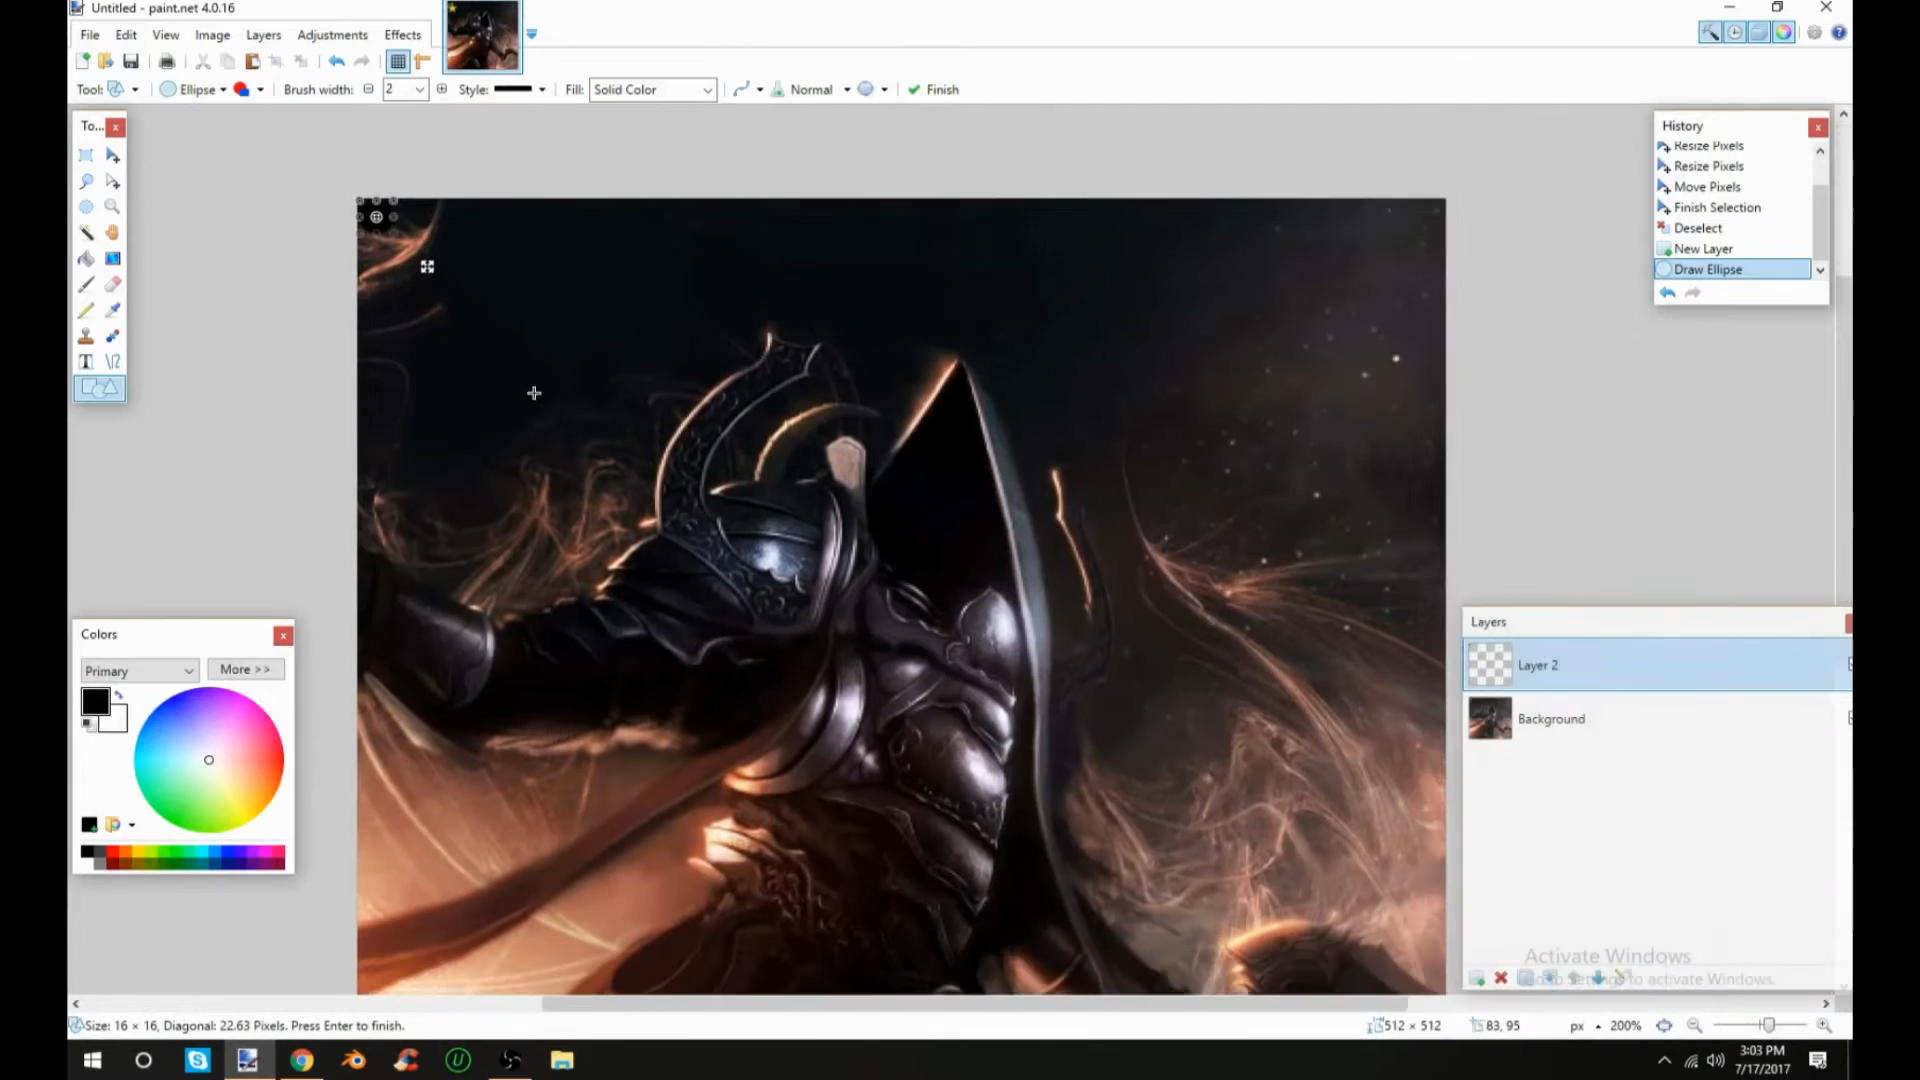 Untitled - paint.net 4.0.16
File Edit View Image Layers Adjustments Effects
Tool: Ellipse Brush width: 2 Style: Fill: Solid Color Normal Finish
To...
History
Resize Pixels
Resize Pixels
Move Pixels
Finish Selection
Deselect
New Layer
Draw Ellipse
Colors
Primary More >>
Layers
Layer 2
Background
Activate Windows
to activate Windows.
Size: 16 × 16, Diagonal: 22.63 Pixels. Press Enter to finish.
512 × 512 83, 95 px 200%
3:03 PM
7/17/2017